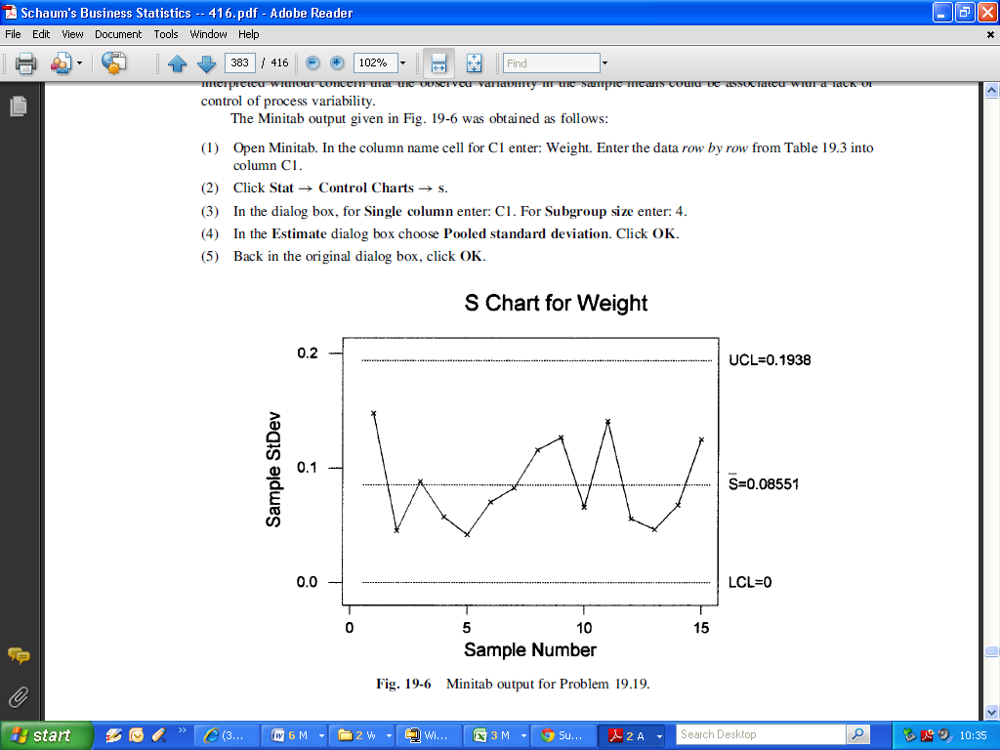 Schaum's Business Statistics -- 416.pdf - Adobe Reader
File Edit View Document Tools Window Help
383 / 416 102% Find
interpreted without concern that the observed variability in the sample means could be associated with a lack of
control of process variability.
The Minitab output given in Fig. 19-6 was obtained as follows:
(1) Open Minitab. In the column name cell for C1 enter: Weight. Enter the data row by row from Table 19.3 into
column C1.
(2) Click Stat → Control Charts → s.
(3) In the dialog box, for Single column enter: C1. For Subgroup size enter: 4.
(4) In the Estimate dialog box choose Pooled standard deviation. Click OK.
(5) Back in the original dialog box, click OK.
S Chart for Weight
0.2
UCL=0.1938
Sample StDev
0.1
S̅=0.08551
0.0
LCL=0
0 5 10 15
Sample Number
Fig. 19-6 Minitab output for Problem 19.19.
start (3... 6 M 2 W Wi... 3 M Su... 2 A Search Desktop 10:35